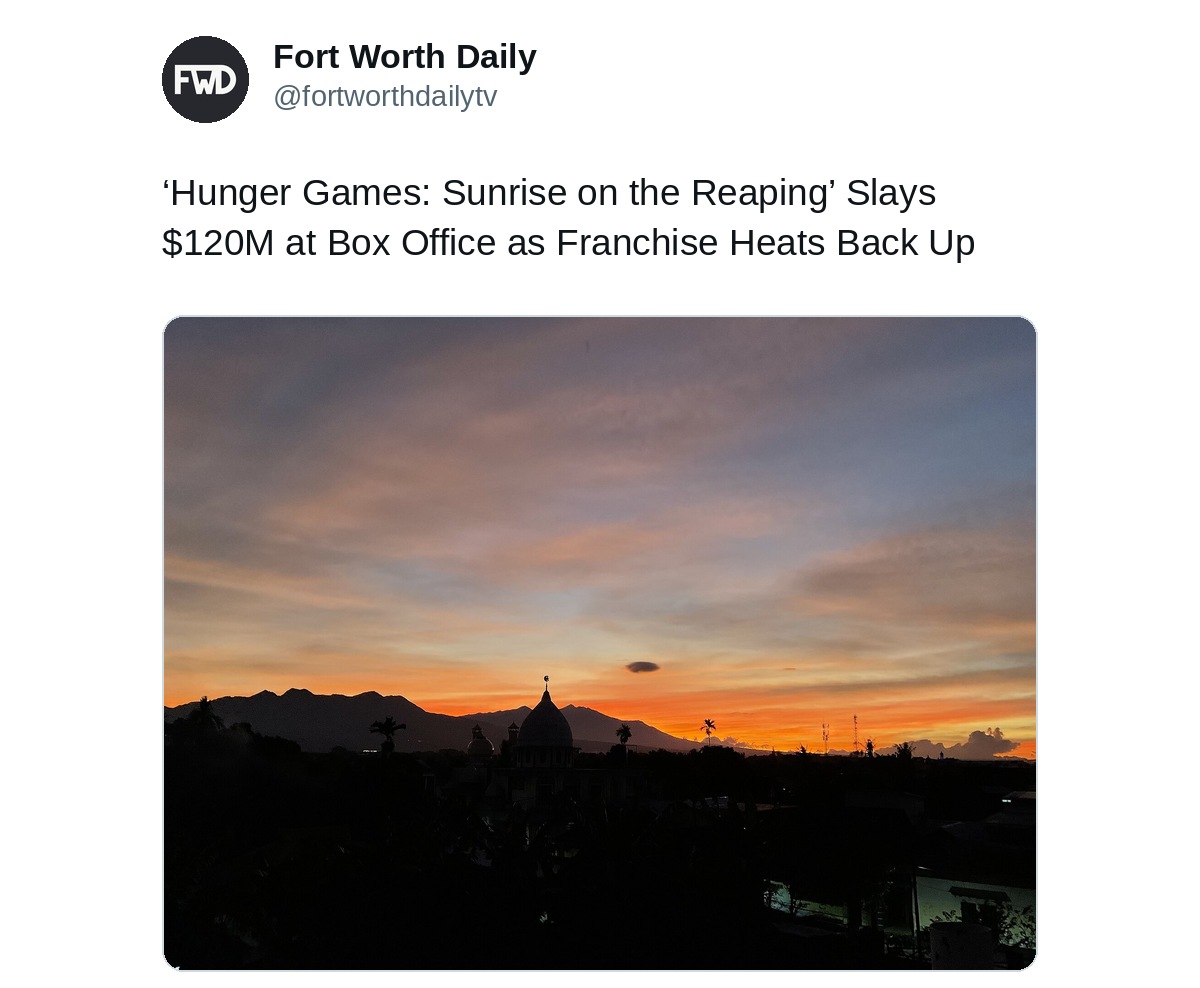 FWD
Fort Worth Daily
@fortworthdailytv
‘Hunger Games: Sunrise on the Reaping’ Slays
$120M at Box Office as Franchise Heats Back Up